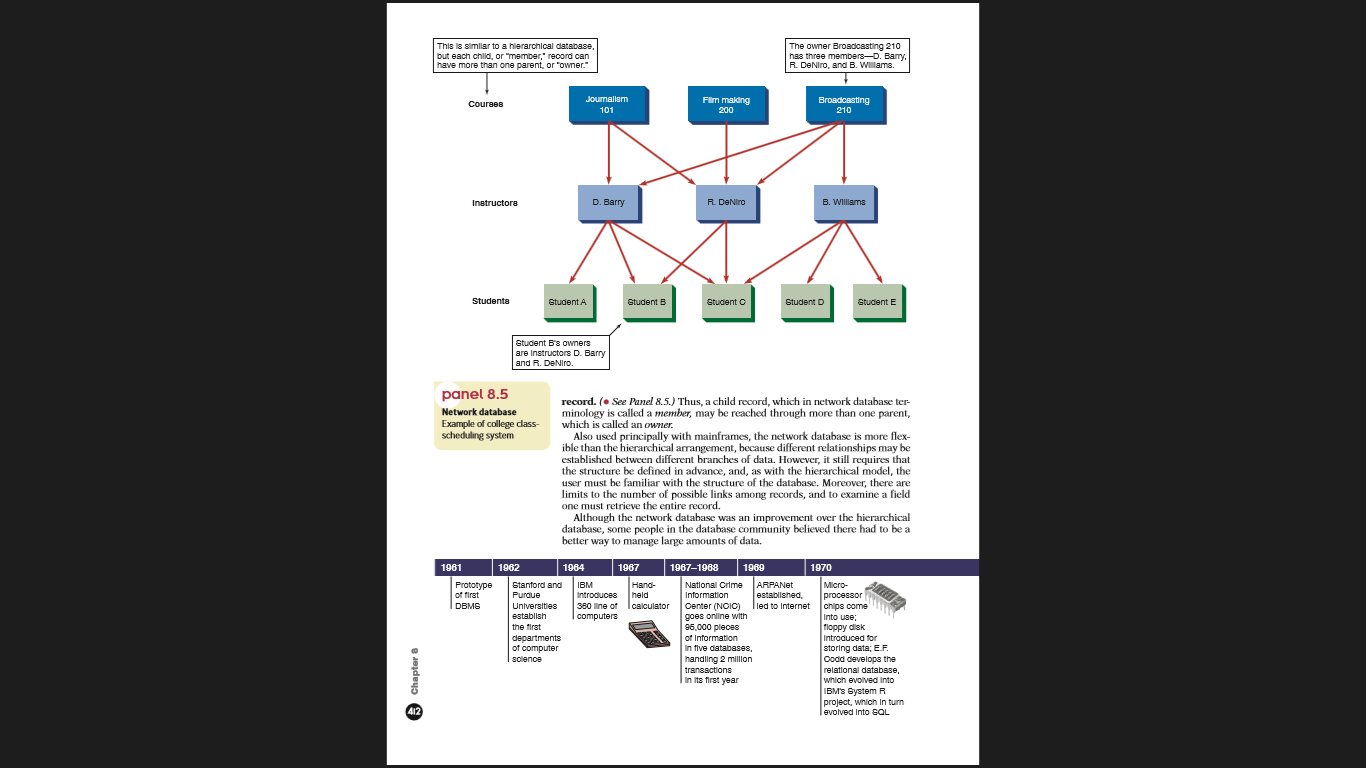 This is similar to a hierarchical database,
but each child, or "member," record can
have more than one parent, or "owner."
The owner Broadcasting 210
has three members—D. Barry,
R. DeNiro, and B. Williams.
Courses
Journalism
101
Film making
200
Broadcasting
210
Instructors
D. Barry
R. DeNiro
B. Williams
Students
Student A
Student B
Student C
Student D
Student E
Student B's owners
are instructors D. Barry
and R. DeNiro.
panel 8.5
Network database
Example of college class-
scheduling system
record. (• See Panel 8.5.) Thus, a child record, which in network database ter-
minology is called a member, may be reached through more than one parent,
which is called an owner.
Also used principally with mainframes, the network database is more flex-
ible than the hierarchical arrangement, because different relationships may be
established between different branches of data. However, it still requires that
the structure be defined in advance, and, as with the hierarchical model, the
user must be familiar with the structure of the database. Moreover, there are
limits to the number of possible links among records, and to examine a field
one must retrieve the entire record.
Although the network database was an improvement over the hierarchical
database, some people in the database community believed there had to be a
better way to manage large amounts of data.
1961
Prototype
of first
DBMS
1962
Stanford and
Purdue
Universities
establish
the first
departments
of computer
science
1964
IBM
introduces
360 line of
computers
1967
Hand-
held
calculator
1967–1968
National Crime
Information
Center (NCIC)
goes online with
95,000 pieces
of information
in five databases,
handling 2 million
transactions
in its first year
1969
ARPANet
established,
led to Internet
1970
Micro-
processor
chips come
into use;
floppy disk
introduced for
storing data; E.F.
Codd develops the
relational database,
which evolved into
IBM's System R
project, which in turn
evolved into SQL
Chapter 8
412